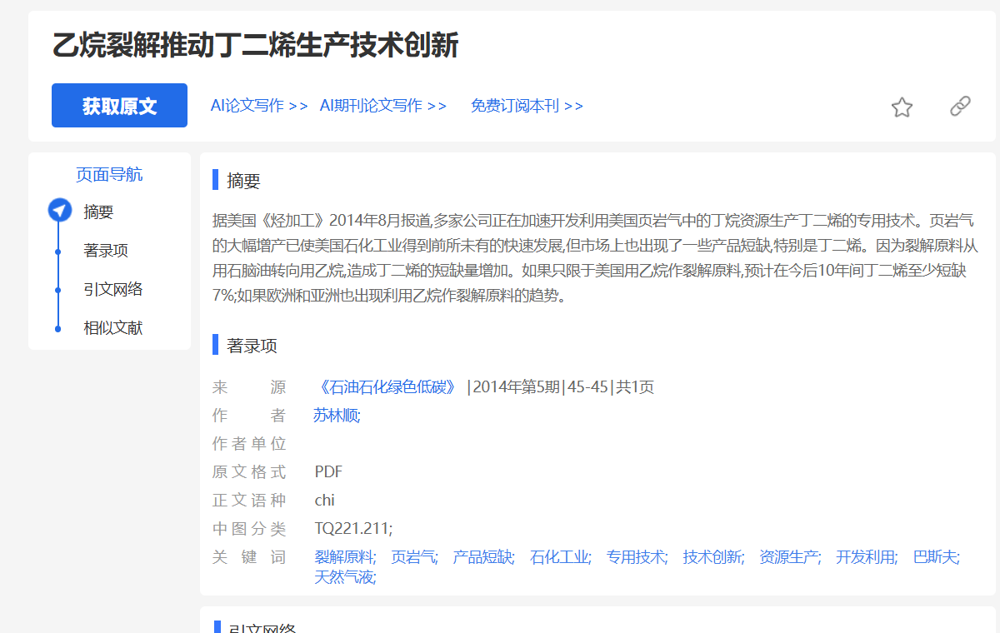 乙烷裂解推动丁二烯生产技术创新
获取原文
AI论文写作 >> AI期刊论文写作 >> 免费订阅本刊 >>
页面导航
摘要
著录项
引文网络
相似文献
摘要
据美国《烃加工》2014年8月报道,多家公司正在加速开发利用美国页岩气中的丁烷资源生产丁二烯的专用技术。页岩气
的大幅增产已使美国石化工业得到前所未有的快速发展,但市场上也出现了一些产品短缺,特别是丁二烯。因为裂解原料从
用石脑油转向用乙烷,造成丁二烯的短缺量增加。如果只限于美国用乙烷作裂解原料,预计在今后10年间丁二烯至少短缺
7%;如果欧洲和亚洲也出现利用乙烷作裂解原料的趋势。
著录项
来源 《石油石化绿色低碳》 |2014年第5期|45-45|共1页
作者 苏林顺;
作者单位
原文格式 PDF
正文语种 chi
中图分类 TQ221.211;
关键词 裂解原料; 页岩气; 产品短缺; 石化工业; 专用技术; 技术创新; 资源生产; 开发利用; 巴斯夫;
天然气液;
引文网络